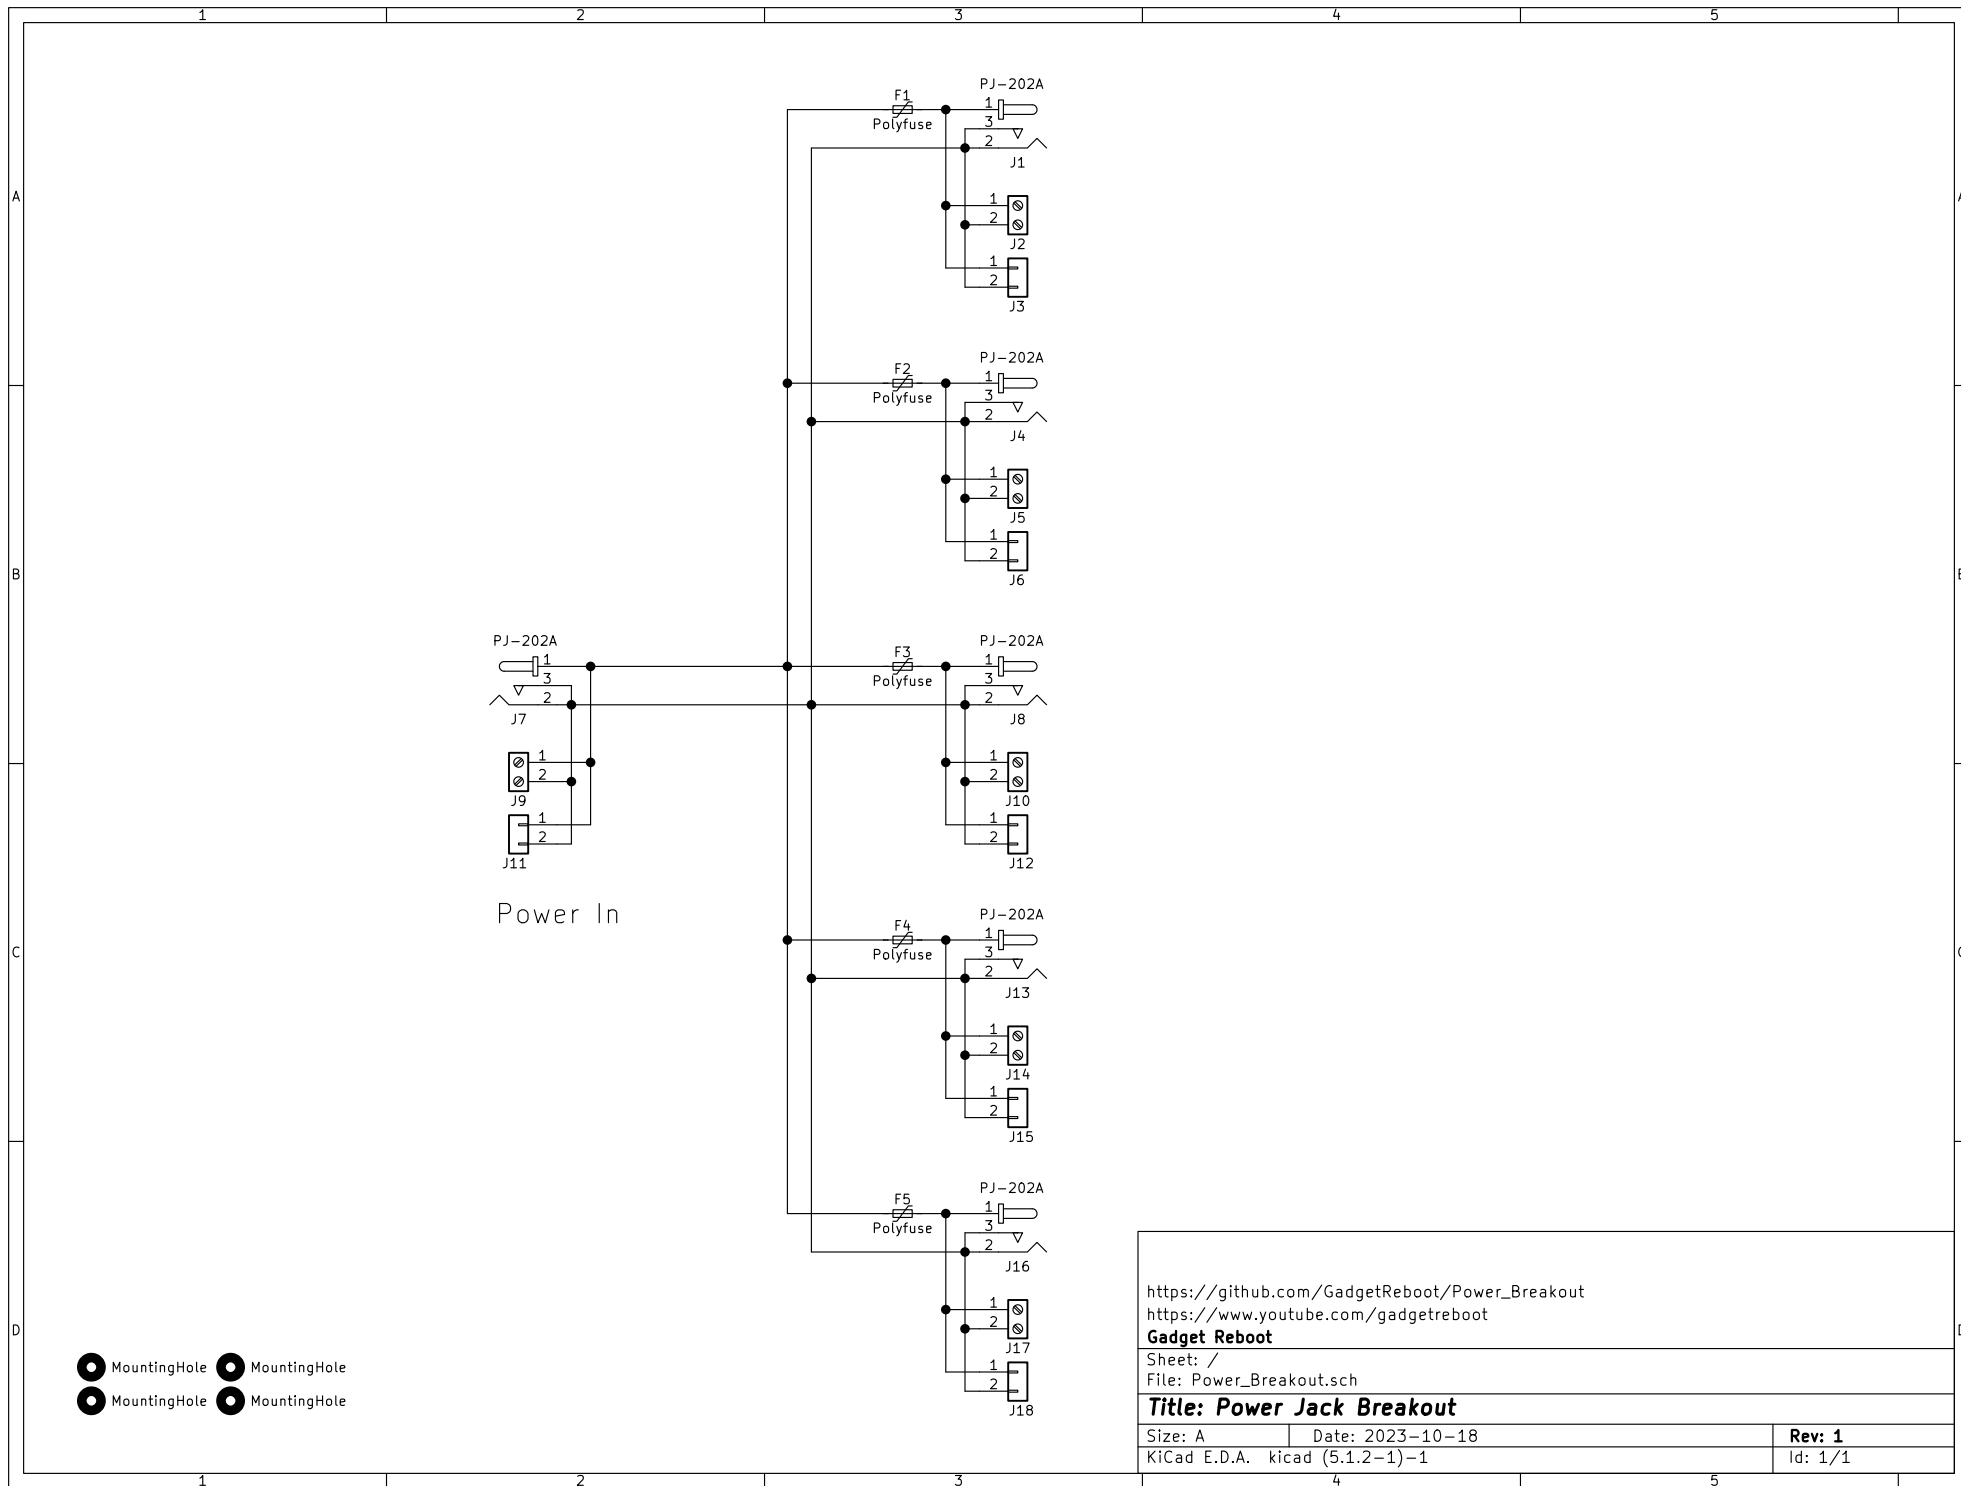 1 2 3 4 5
PJ-202A
F1
1
Polyfuse
3
2
J1
A
1
2
J2
1
2
J3
PJ-202A
F2
1
Polyfuse
3
2
J4
1
2
J5
1
2
J6
B
PJ-202A
1
3
2
J7
PJ-202A
F3
1
Polyfuse
3
2
J8
1
2
J9
1
2
J10
1
2
J11
1
2
J12
Power In
PJ-202A
F4
1
Polyfuse
3
2
J13
C
1
2
J14
1
2
J15
PJ-202A
F5
1
Polyfuse
3
2
J16
1
2
J17
1
2
J18
D
MountingHole MountingHole
MountingHole MountingHole
https://github.com/GadgetReboot/Power_Breakout
https://www.youtube.com/gadgetreboot
Gadget Reboot
Sheet: /
File: Power_Breakout.sch
Title: Power Jack Breakout
Size: A Date: 2023-10-18 Rev: 1
KiCad E.D.A. kicad (5.1.2-1)-1 Id: 1/1
1 2 3 4 5